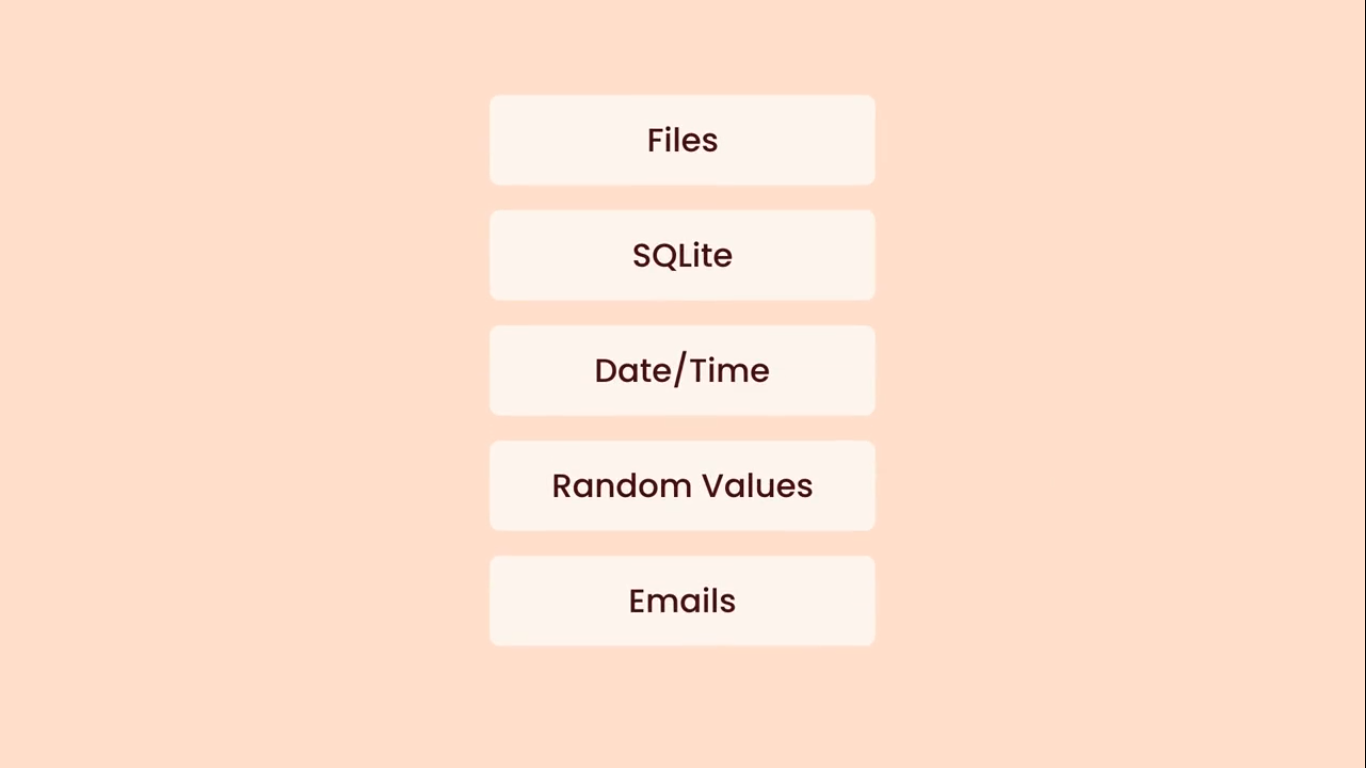 Files
SQLite
Date/Time
Random Values
Emails